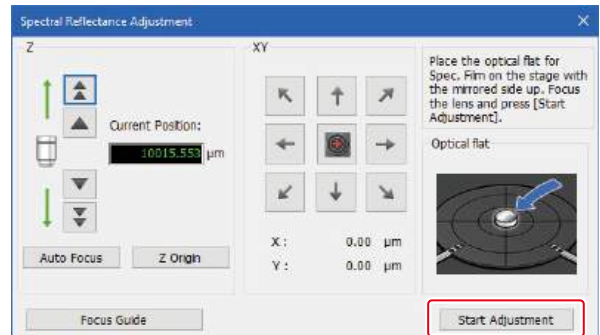 Spectral Reflectance Adjustment
Z
Current Position:
10015.553 µm
Auto Focus
Z Origin
XY
X : 0.00 µm
Y : 0.00 µm
Place the optical flat for
Spec. Film on the stage with
the mirrored side up. Focus
the lens and press [Start
Adjustment].
Optical flat
Focus Guide
Start Adjustment